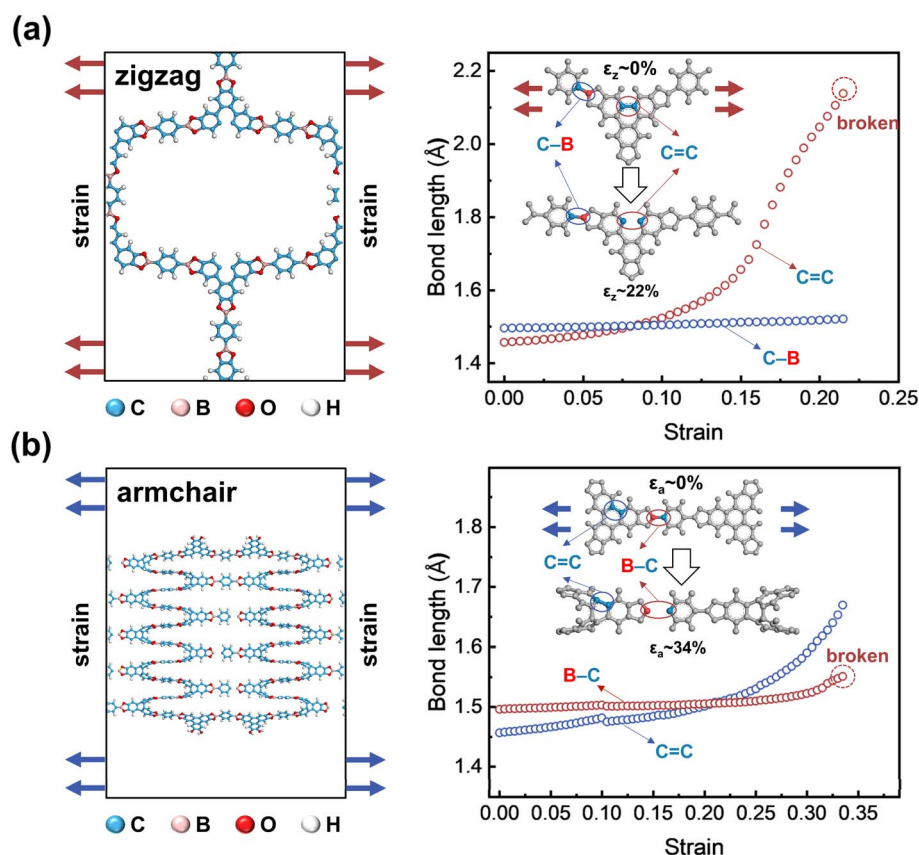 (a)
zigzag
strain
strain
C B O H
Bond length (Å)
2.2
2.0
1.8
1.6
1.4
εz~0%
C–B
C=C
broken
εz~22%
C=C
C–B
0.00 0.05 0.10 0.15 0.20 0.25
Strain
(b)
armchair
strain
strain
C B O H
Bond length (Å)
1.8
1.7
1.6
1.5
1.4
εa~0%
C=C
B–C
εa~34%
B–C
broken
C=C
0.00 0.05 0.10 0.15 0.20 0.25 0.30 0.35
Strain